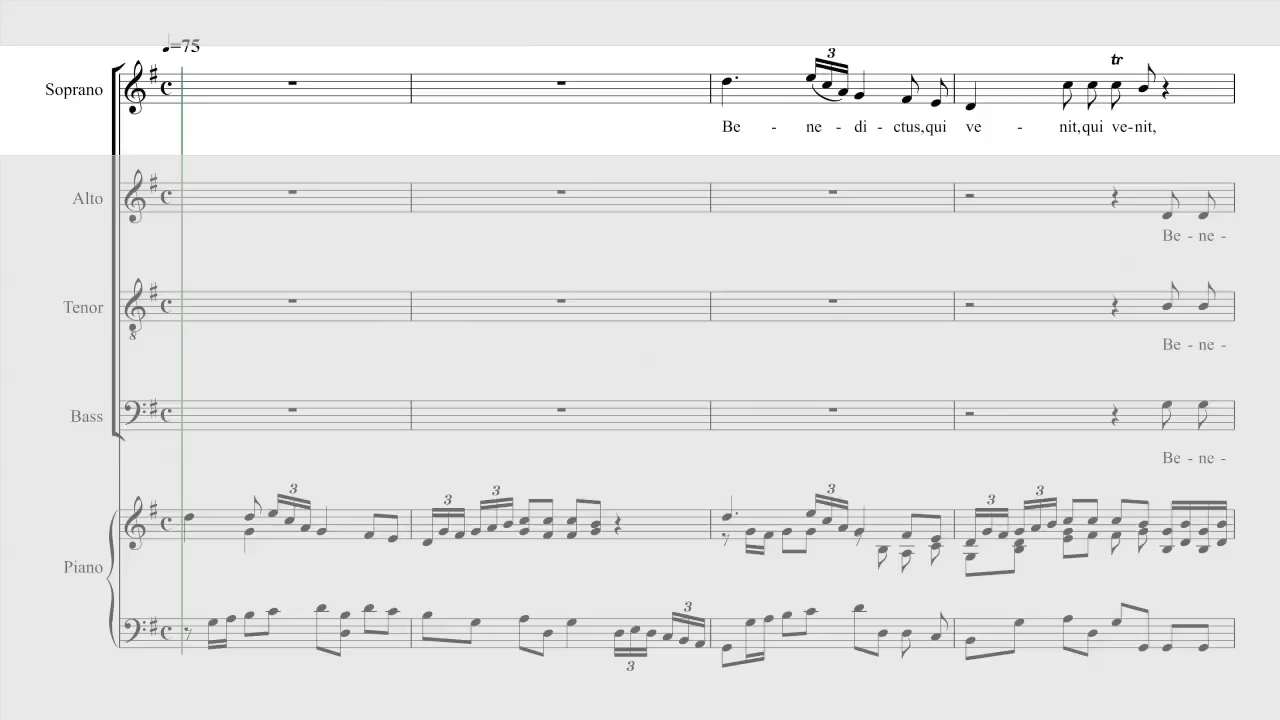 ♩=75
3
tr
Soprano
Be - ne - di - ctus,qui ve - nit,qui ve-nit,
Alto
Be - ne -
Tenor
8
Be - ne -
Bass
Be - ne -
3 3 3 3 3 3
Piano
3
3